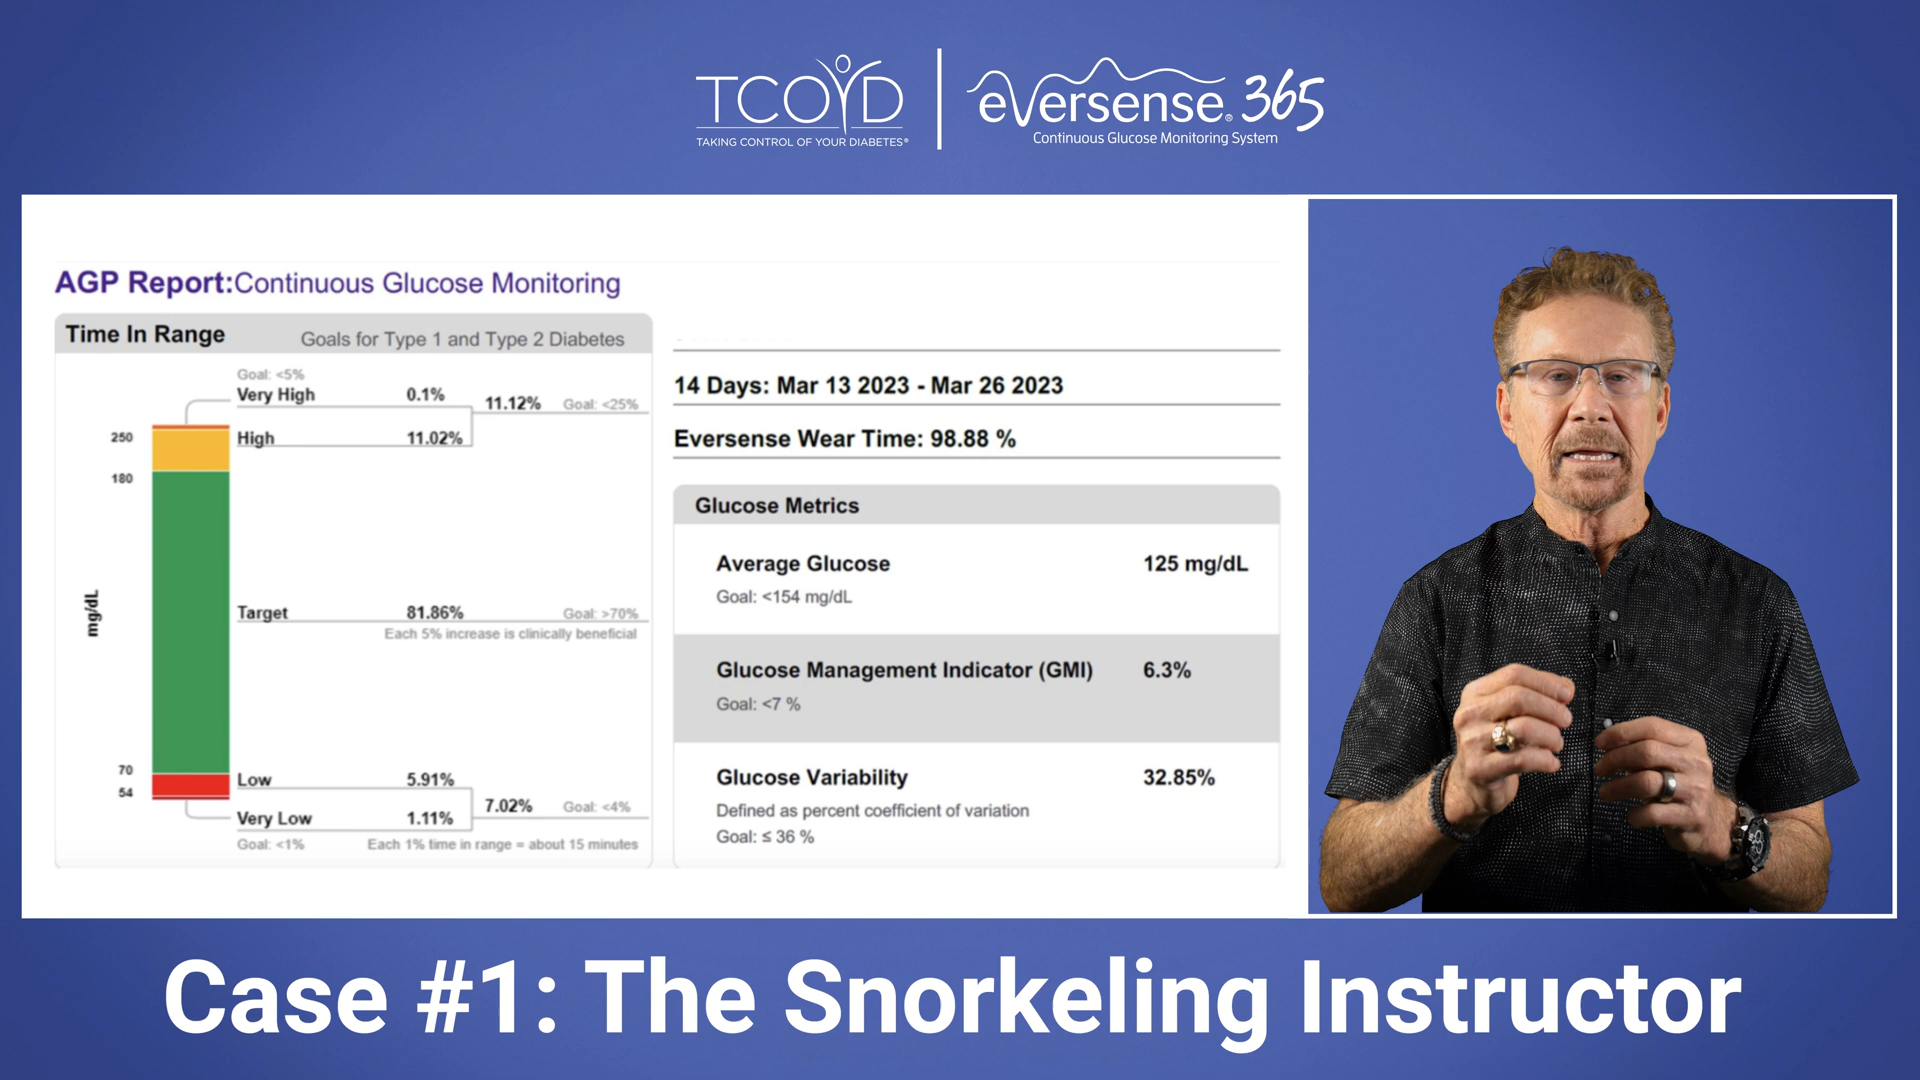 TCOYD
TAKING CONTROL OF YOUR DIABETES®
eversense® 365
Continuous Glucose Monitoring System
AGP Report:Continuous Glucose Monitoring
Time In Range
Goals for Type 1 and Type 2 Diabetes
Goal: <5%
Very High 0.1%
11.12% Goal: <25%
250
High 11.02%
180
mg/dL
Target 81.86% Goal: >70%
Each 5% increase is clinically beneficial
70
Low 5.91%
54
7.02% Goal: <4%
Very Low 1.11%
Goal: <1% Each 1% time in range = about 15 minutes
14 Days: Mar 13 2023 - Mar 26 2023
Eversense Wear Time: 98.88 %
Glucose Metrics
Average Glucose 125 mg/dL
Goal: <154 mg/dL
Glucose Management Indicator (GMI) 6.3%
Goal: <7 %
Glucose Variability 32.85%
Defined as percent coefficient of variation
Goal: ≤ 36 %
Case #1: The Snorkeling Instructor